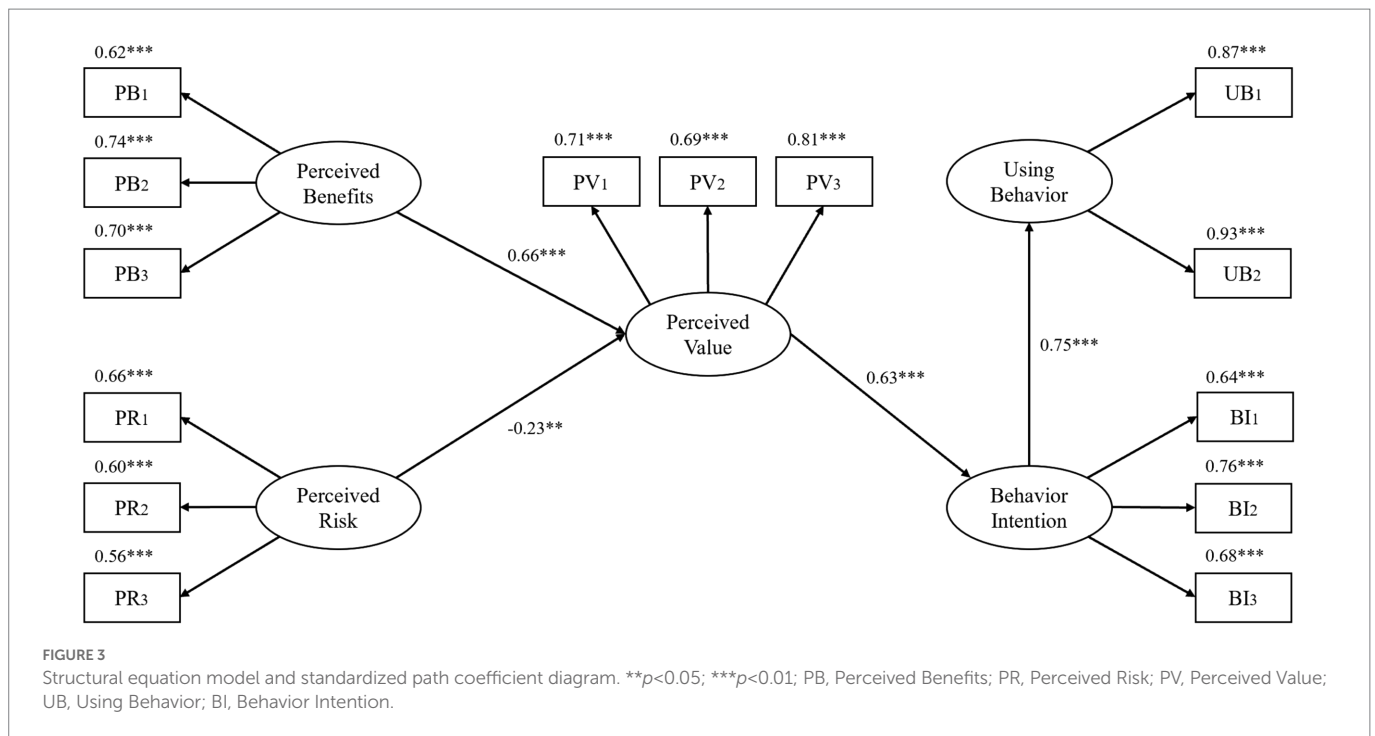 0.62***
PB1
0.74***
PB2
0.70***
PB3
Perceived
Benefits
0.66***
0.66***
PR1
0.60***
PR2
0.56***
PR3
Perceived
Risk
-0.23**
0.71***
PV1
0.69***
PV2
0.81***
PV3
Perceived
Value
0.63***
0.87***
UB1
Using
Behavior
0.93***
UB2
0.75***
0.64***
BI1
0.76***
BI2
0.68***
BI3
Behavior
Intention
FIGURE 3
Structural equation model and standardized path coefficient diagram. **p<0.05; ***p<0.01; PB, Perceived Benefits; PR, Perceived Risk; PV, Perceived Value;
UB, Using Behavior; BI, Behavior Intention.